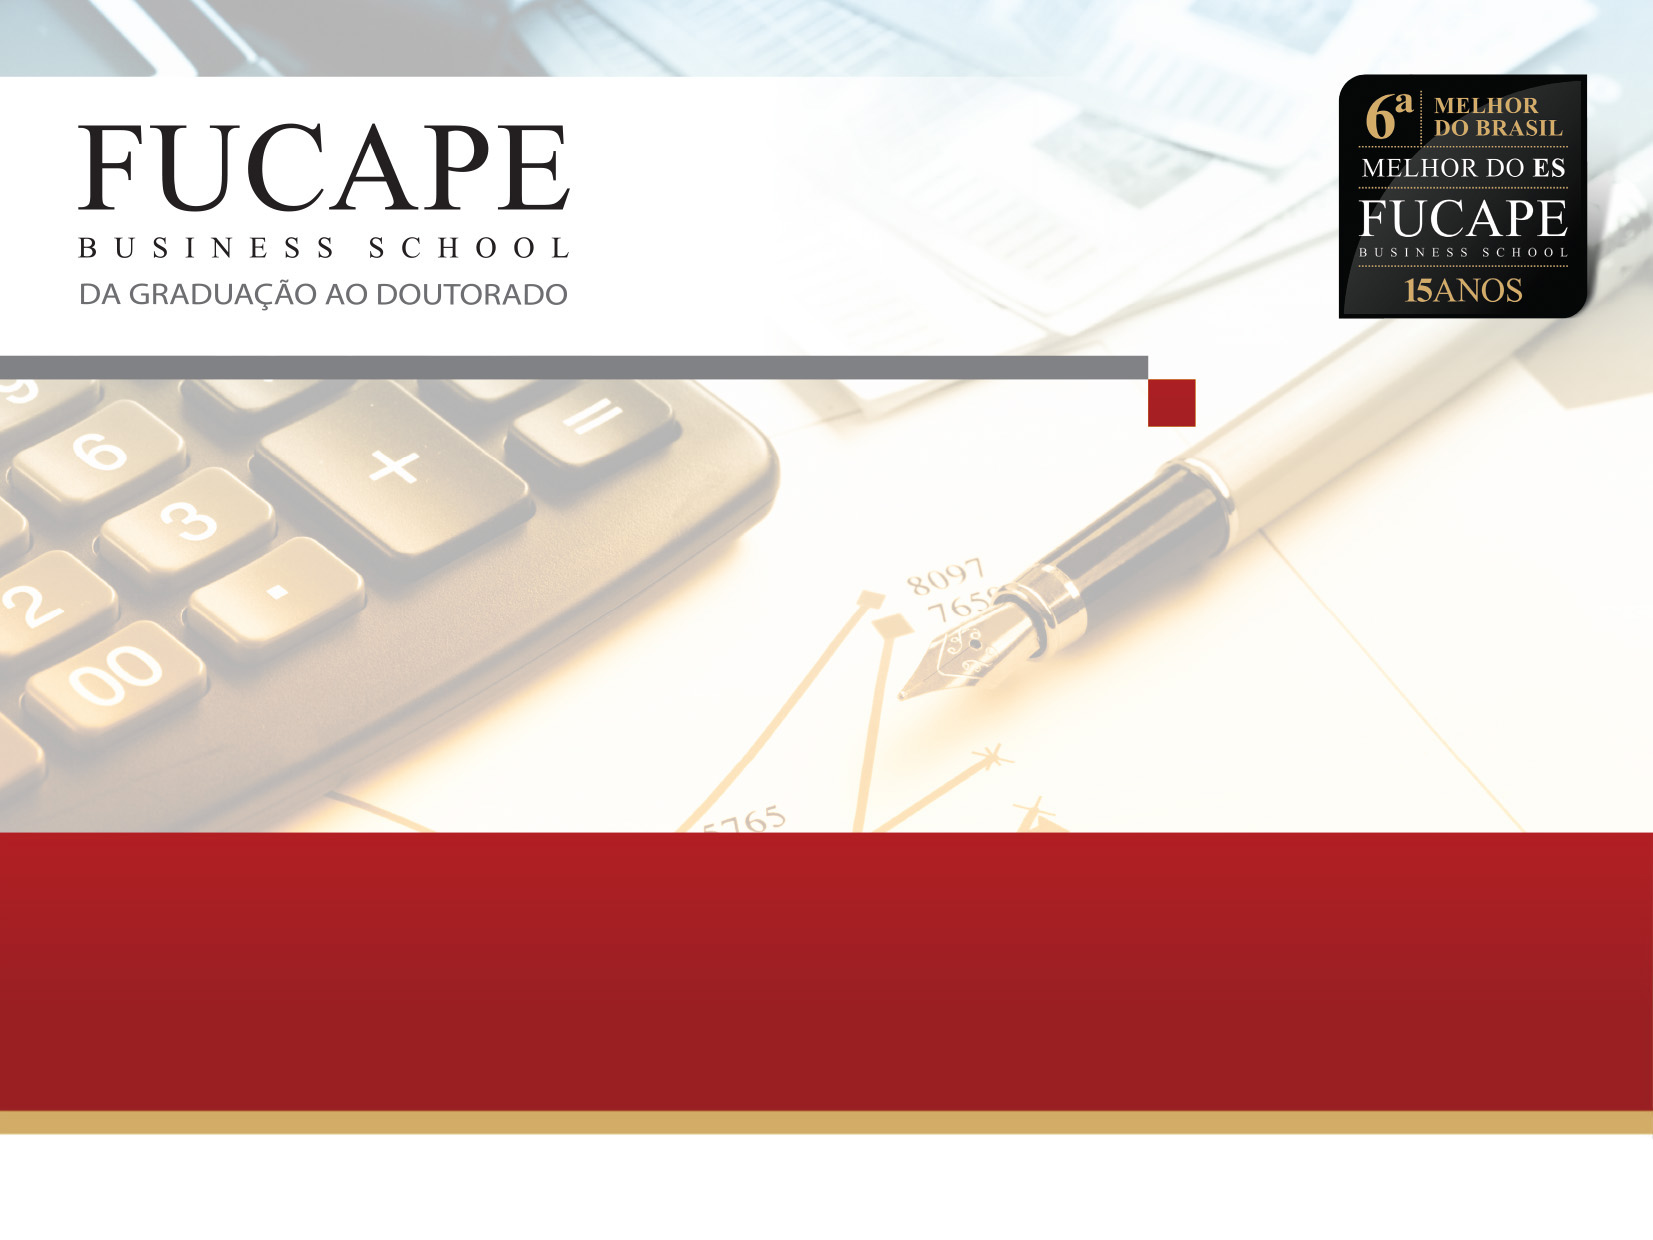 FUCAPE
BUSINESS SCHOOL
DA GRADUAÇÃO AO DOUTORADO
6ª MELHOR
DO BRASIL
MELHOR DO ES
FUCAPE
BUSINESS SCHOOL
15ANOS
6
3
+
=
2
.
00
8097
5765